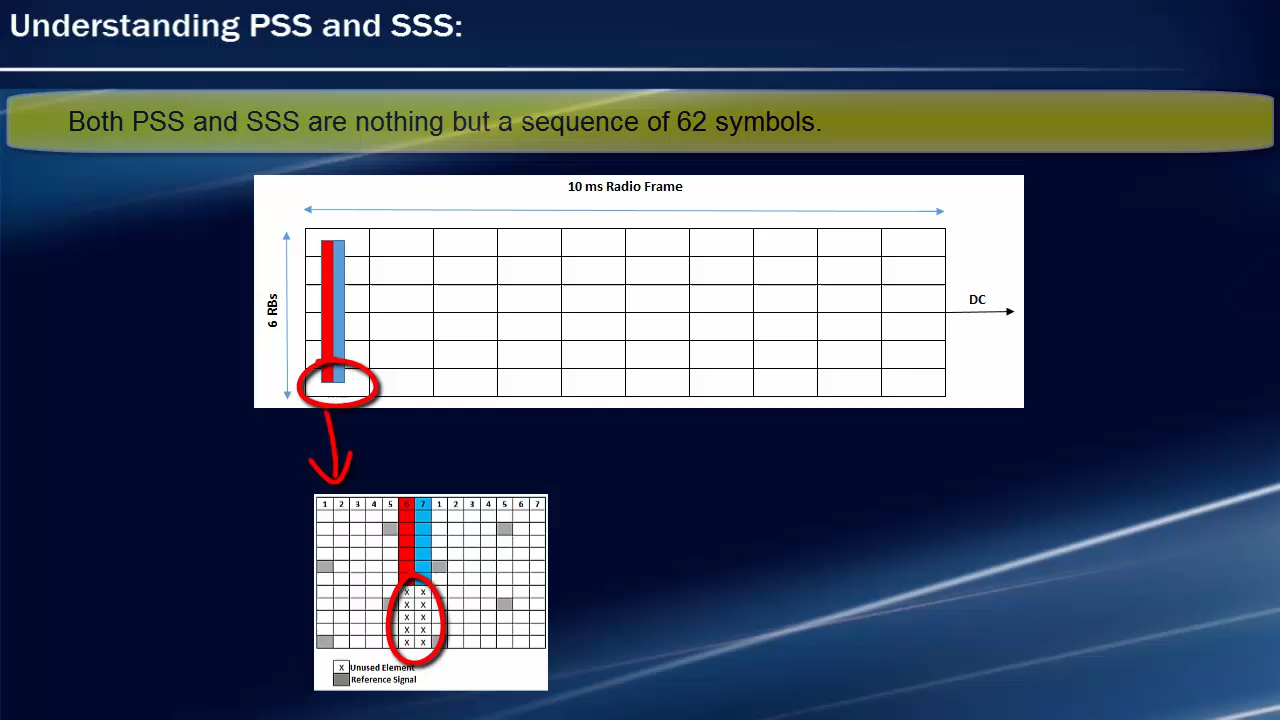 Understanding PSS and SSS:
Both PSS and SSS are nothing but a sequence of 62 symbols.
10 ms Radio Frame
6 RBs
DC
1 2 3 4 5 6 7 1 2 3 4 5 6 7
X X
X X
X X
X X
X X
X Unused Element
Reference Signal